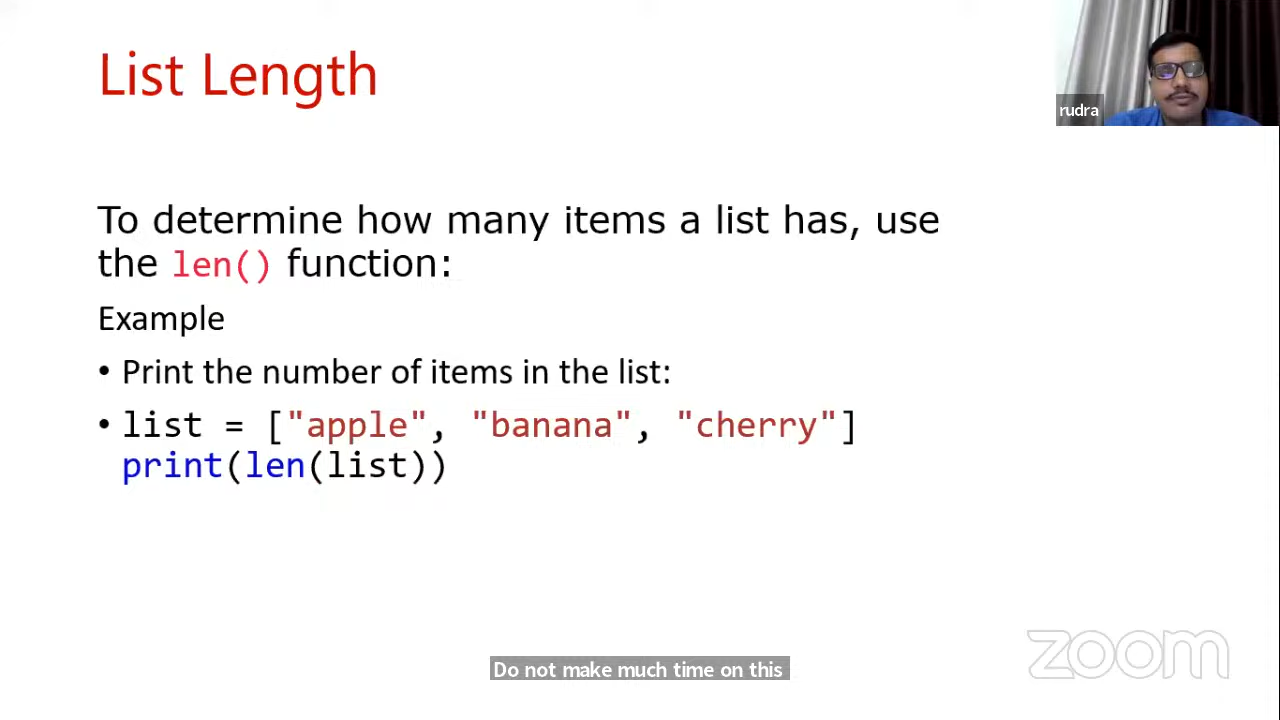 List Length
rudra
To determine how many items a list has, use
the len() function:
Example
• Print the number of items in the list:
• list = ["apple", "banana", "cherry"]
print(len(list))
Do not make much time on this
zoom